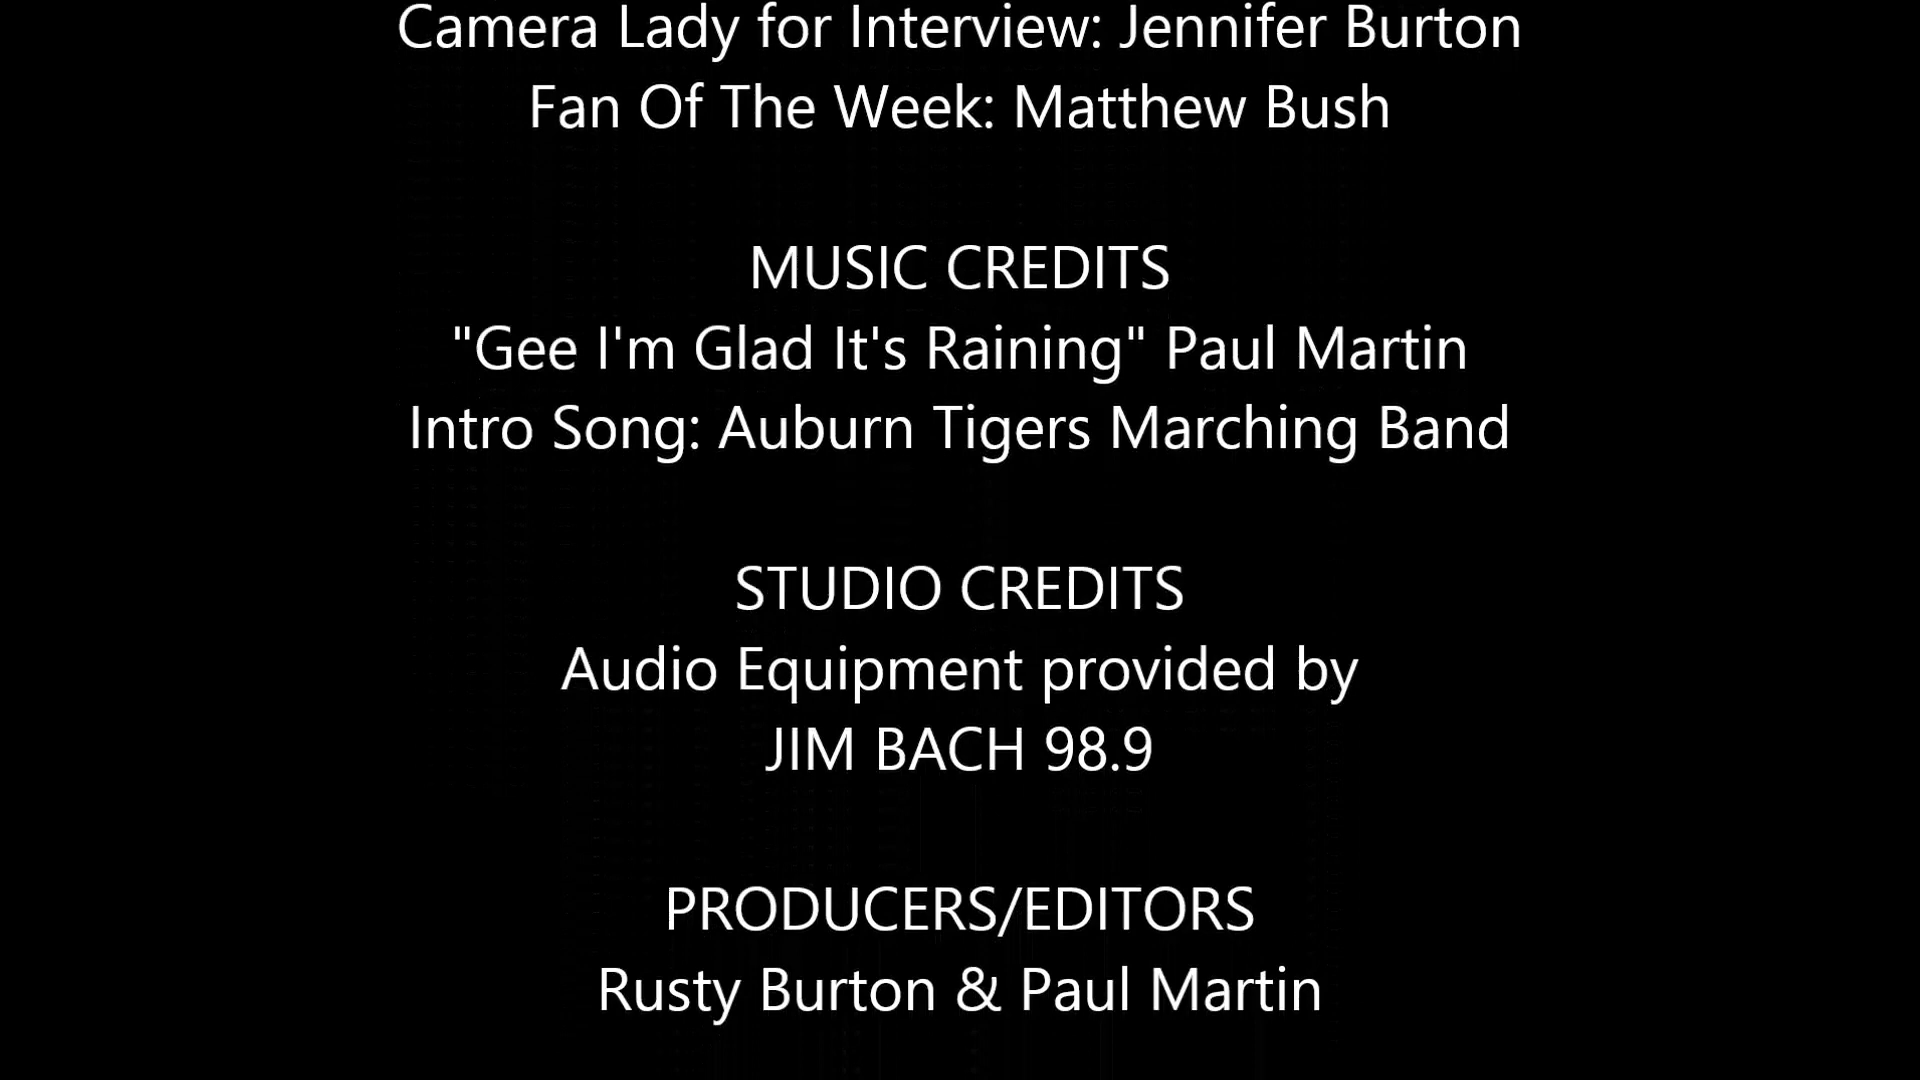 Camera Lady for Interview: Jennifer Burton
Fan Of The Week: Matthew Bush
MUSIC CREDITS
"Gee I'm Glad It's Raining" Paul Martin
Intro Song: Auburn Tigers Marching Band
STUDIO CREDITS
Audio Equipment provided by
JIM BACH 98.9
PRODUCERS/EDITORS
Rusty Burton & Paul Martin